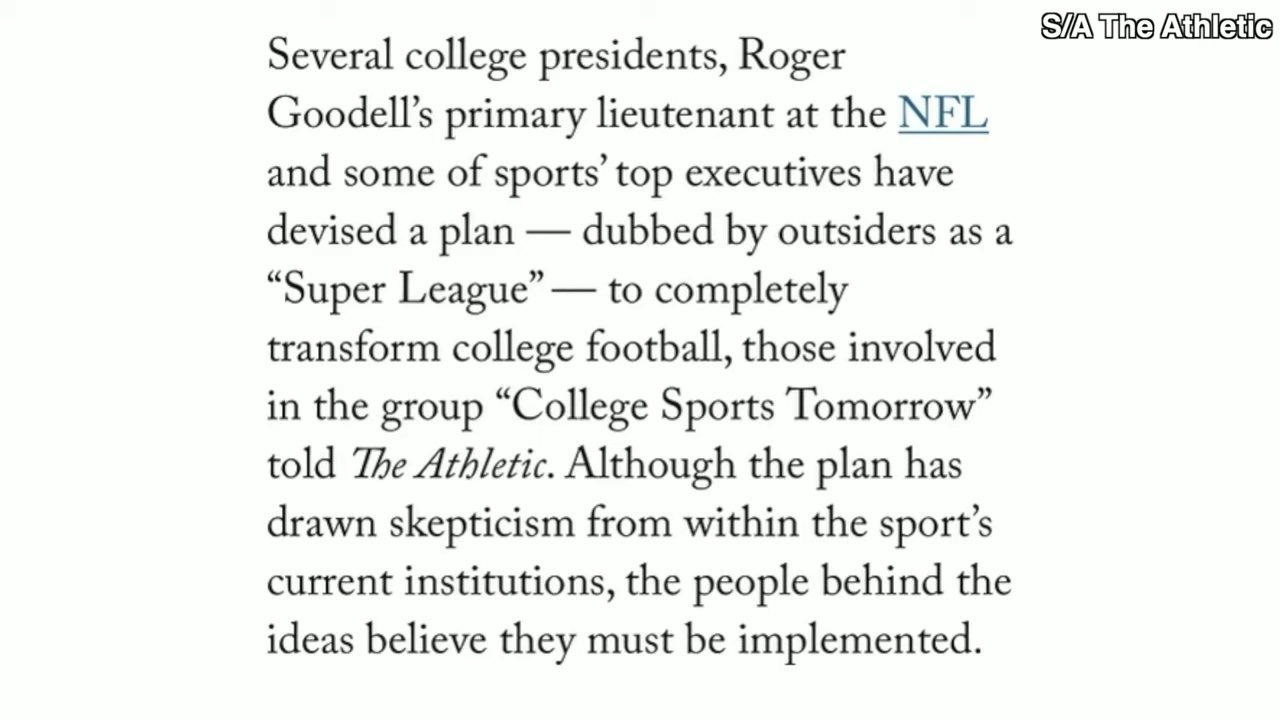 S/A The Athletic
Several college presidents, Roger
Goodell’s primary lieutenant at the NFL
and some of sports’ top executives have
devised a plan — dubbed by outsiders as a
“Super League” — to completely
transform college football, those involved
in the group “College Sports Tomorrow”
told The Athletic. Although the plan has
drawn skepticism from within the sport’s
current institutions, the people behind the
ideas believe they must be implemented.